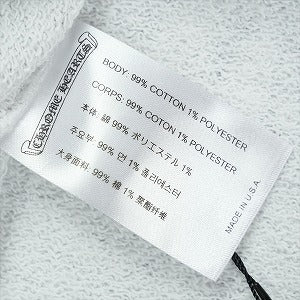 CHROME HEARTS
BODY: 99% COTTON 1% POLYESTER
CORPS: 99% COTON 1% POLYESTER
本体: 綿 99% ポリエステル 1%
주요부: 99% 면 1% 폴리에스터
大身面料: 99% 棉 1% 聚酯纤维
MADE IN U.S.A